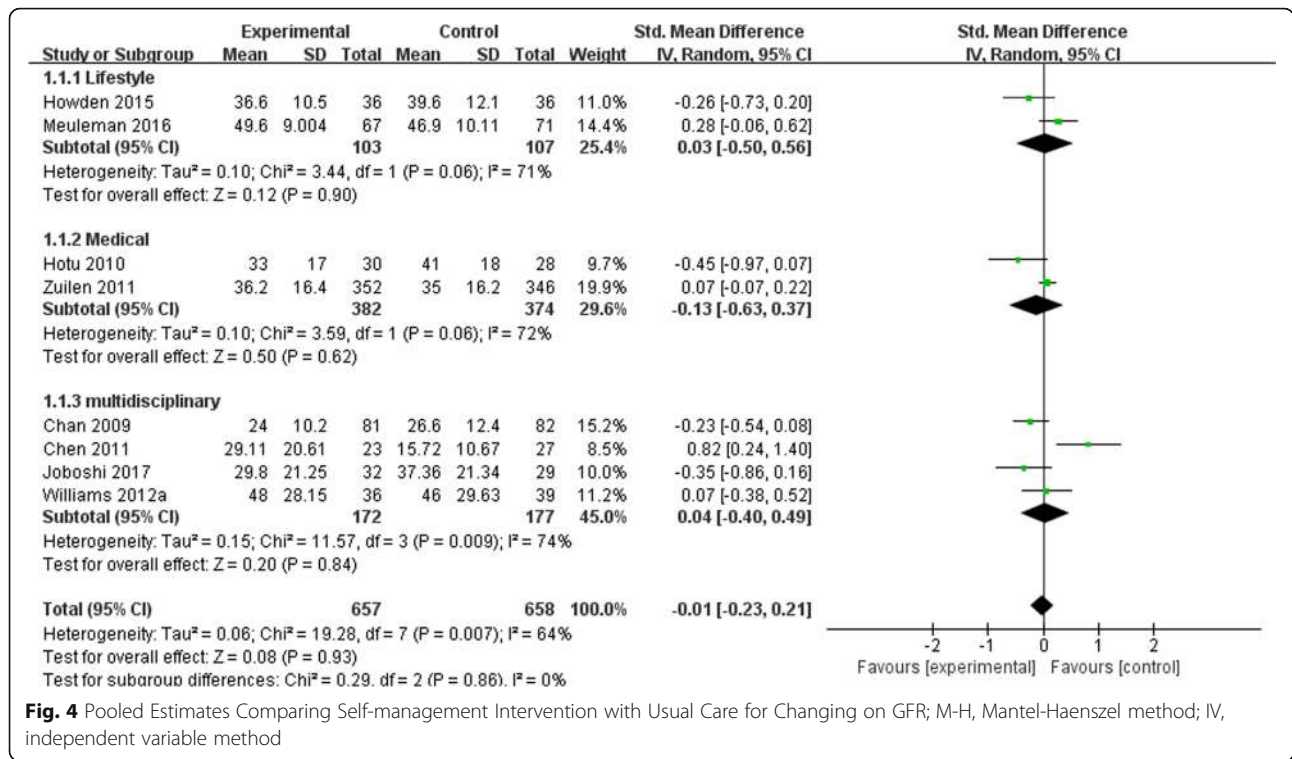 Experimental Control Std. Mean Difference Std. Mean Difference
Study or Subgroup Mean SD Total Mean SD Total Weight IV, Random, 95% CI IV, Random, 95% CI
1.1.1 Lifestyle
Howden 2015 36.6 10.5 36 39.6 12.1 36 11.0% -0.26 [-0.73, 0.20]
Meuleman 2016 49.6 9.004 67 46.9 10.11 71 14.4% 0.28 [-0.06, 0.62]
Subtotal (95% CI) 103 107 25.4% 0.03 [-0.50, 0.56]
Heterogeneity: Tau² = 0.10; Chi² = 3.44, df = 1 (P = 0.06); I² = 71%
Test for overall effect: Z = 0.12 (P = 0.90)
1.1.2 Medical
Hotu 2010 33 17 30 41 18 28 9.7% -0.45 [-0.97, 0.07]
Zuilen 2011 36.2 16.4 352 35 16.2 346 19.9% 0.07 [-0.07, 0.22]
Subtotal (95% CI) 382 374 29.6% -0.13 [-0.63, 0.37]
Heterogeneity: Tau² = 0.10; Chi² = 3.59, df = 1 (P = 0.06); I² = 72%
Test for overall effect: Z = 0.50 (P = 0.62)
1.1.3 multidisciplinary
Chan 2009 24 10.2 81 26.6 12.4 82 15.2% -0.23 [-0.54, 0.08]
Chen 2011 29.11 20.61 23 15.72 10.67 27 8.5% 0.82 [0.24, 1.40]
Joboshi 2017 29.8 21.25 32 37.36 21.34 29 10.0% -0.35 [-0.86, 0.16]
Williams 2012a 48 28.15 36 46 29.63 39 11.2% 0.07 [-0.38, 0.52]
Subtotal (95% CI) 172 177 45.0% 0.04 [-0.40, 0.49]
Heterogeneity: Tau² = 0.15; Chi² = 11.57, df = 3 (P = 0.009); I² = 74%
Test for overall effect: Z = 0.20 (P = 0.84)
Total (95% CI) 657 658 100.0% -0.01 [-0.23, 0.21]
Heterogeneity: Tau² = 0.06; Chi² = 19.28, df = 7 (P = 0.007); I² = 64%
Test for overall effect: Z = 0.08 (P = 0.93)
Test for subgroup differences: Chi² = 0.29, df = 2 (P = 0.86), I² = 0%
-2 -1 0 1 2
Favours [experimental] Favours [control]
Fig. 4 Pooled Estimates Comparing Self-management Intervention with Usual Care for Changing on GFR; M-H, Mantel-Haenszel method; IV,
independent variable method